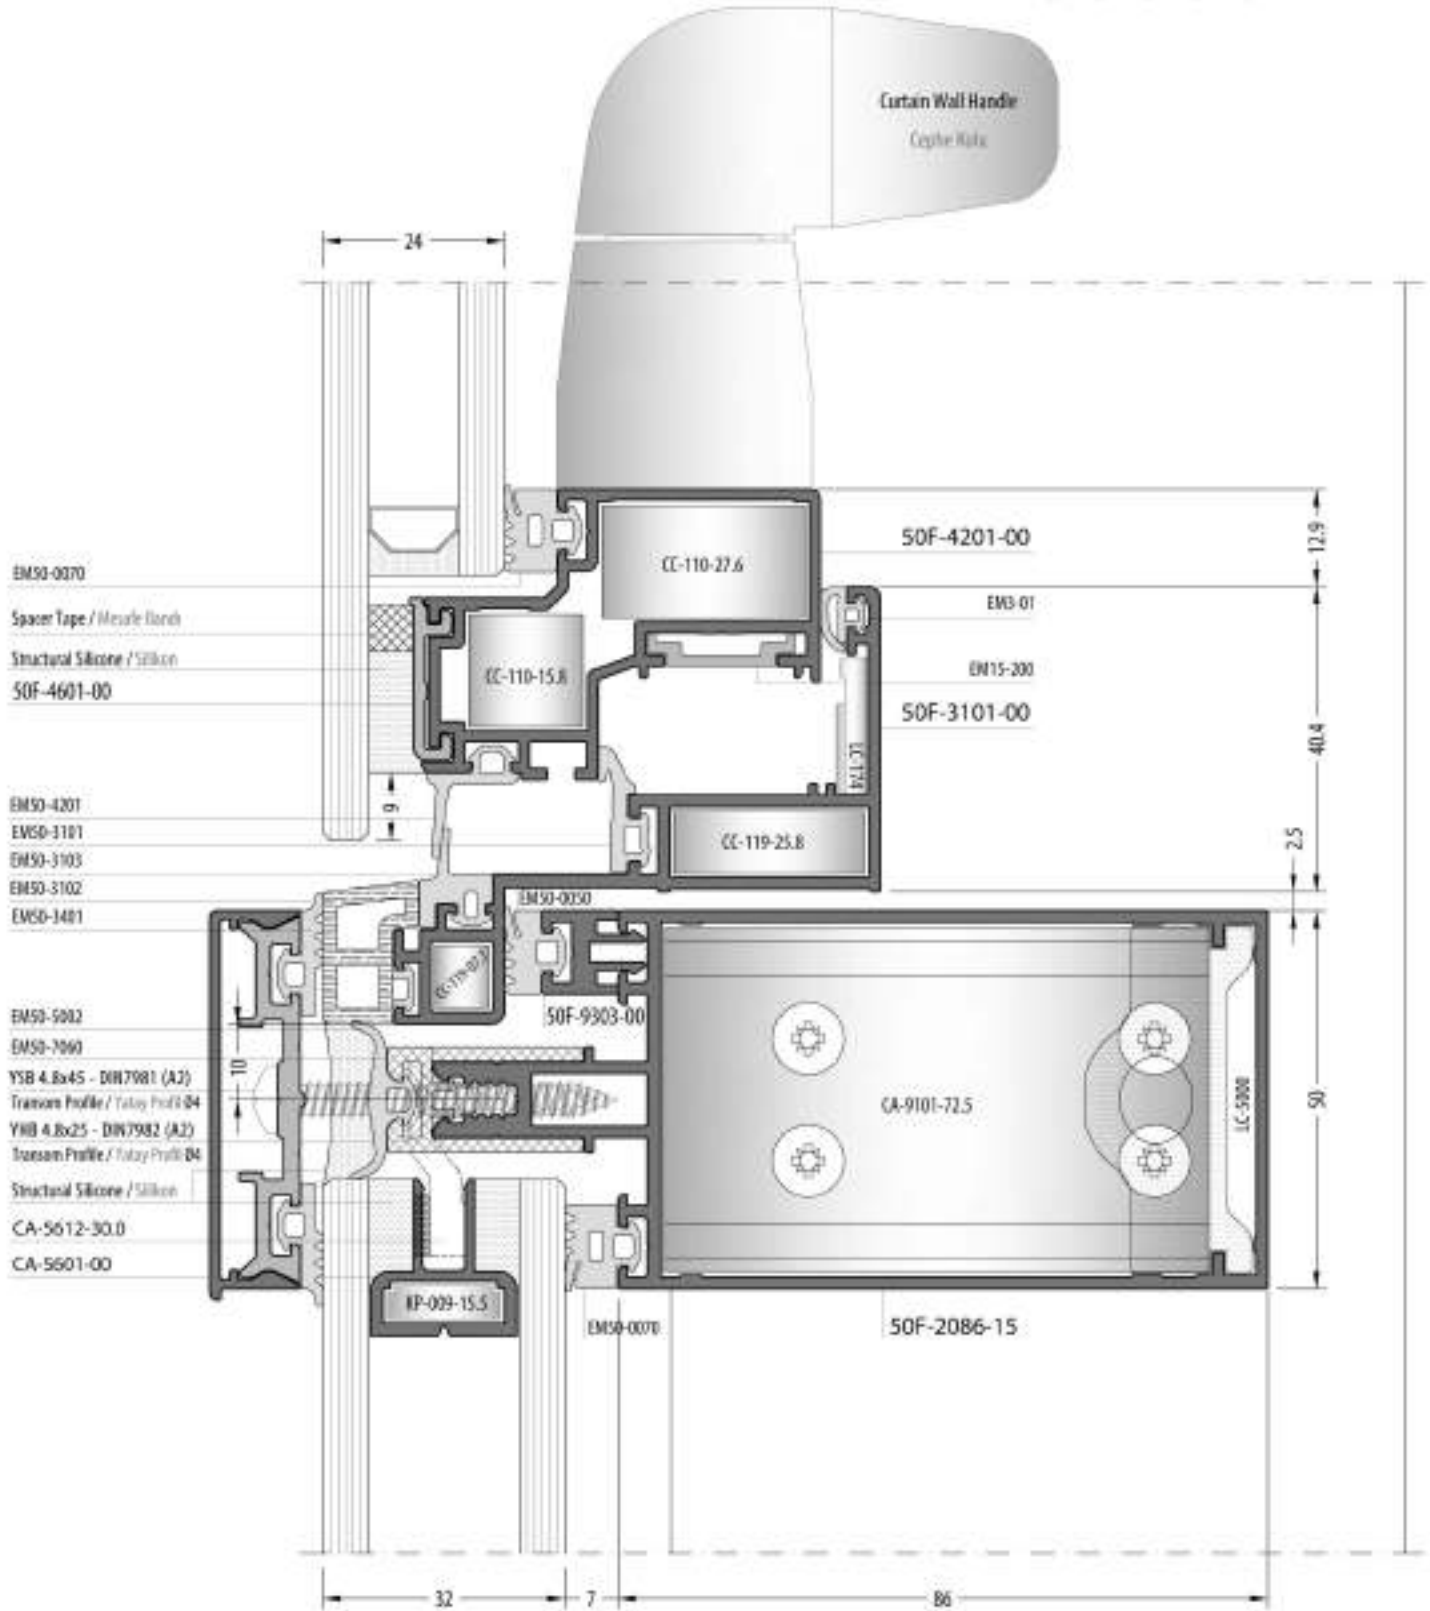 Curtain Wall Handle
Cephe Kolu
24
50F-4201-00
CC-110-27.6
12.9
EM50-0070
EM3-01
Spacer Tape / Mesafe Bandı
Structural Silicone / Silikon
50F-4601-00
CC-110-15.8
EM15-200
50F-3101-00
LC-174
40.4
9
EM50-4201
EM50-3101
EM50-3103
EM50-3102
EM50-3401
CC-119-25.8
2.5
EM50-0050
50F-9303-00
EM50-5002
EM50-7060
10
YSB 4.8x45 - DIN7981 (A2)
Transom Profile / Yatay Profil Ø4
YHB 4.8x25 - DIN7982 (A2)
Transom Profile / Yatay Profil Ø4
Structural Silicone / Silikon
CA-5612-30.0
CA-5601-00
CA-9101-72.5
LC-5000
50
KP-009-15.5
EM50-0070
50F-2086-15
32
7
86